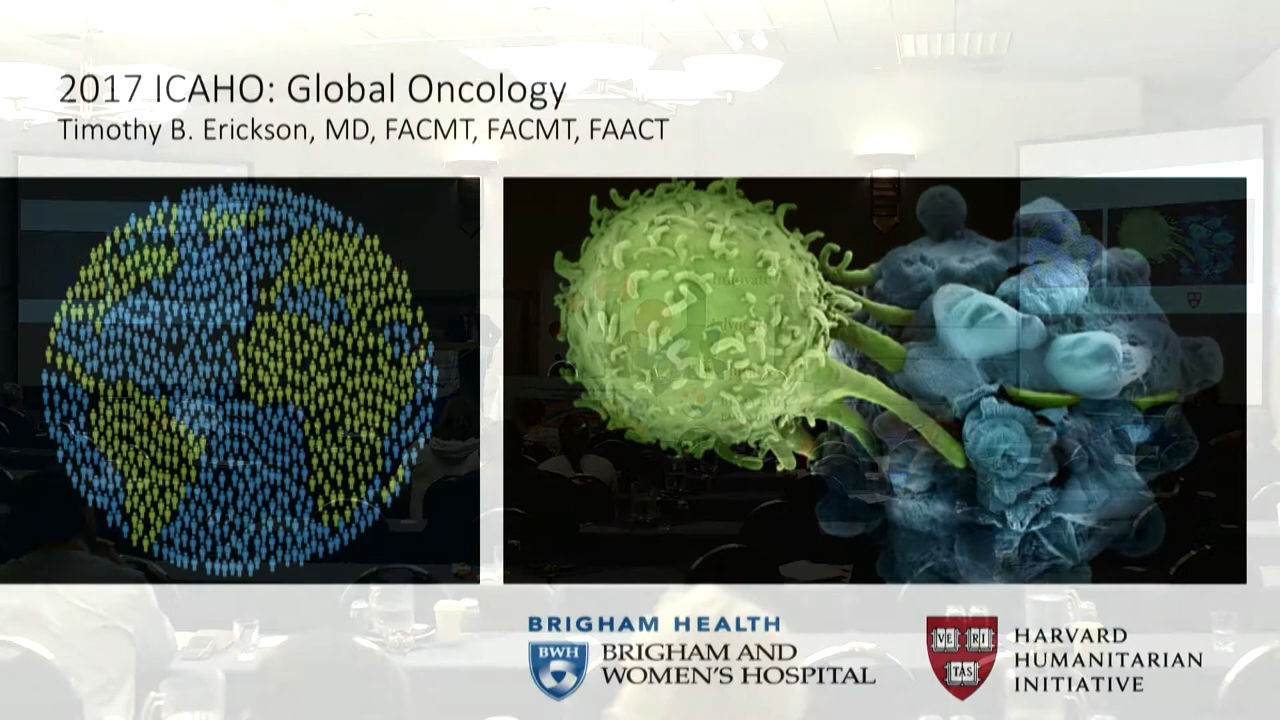 2017 ICAHO: Global Oncology
Timothy B. Erickson, MD, FACMT, FACMT, FAACT
BRIGHAM HEALTH
BWH
BRIGHAM AND
WOMEN'S HOSPITAL
VE RI
TAS
HARVARD
HUMANITARIAN
INITIATIVE